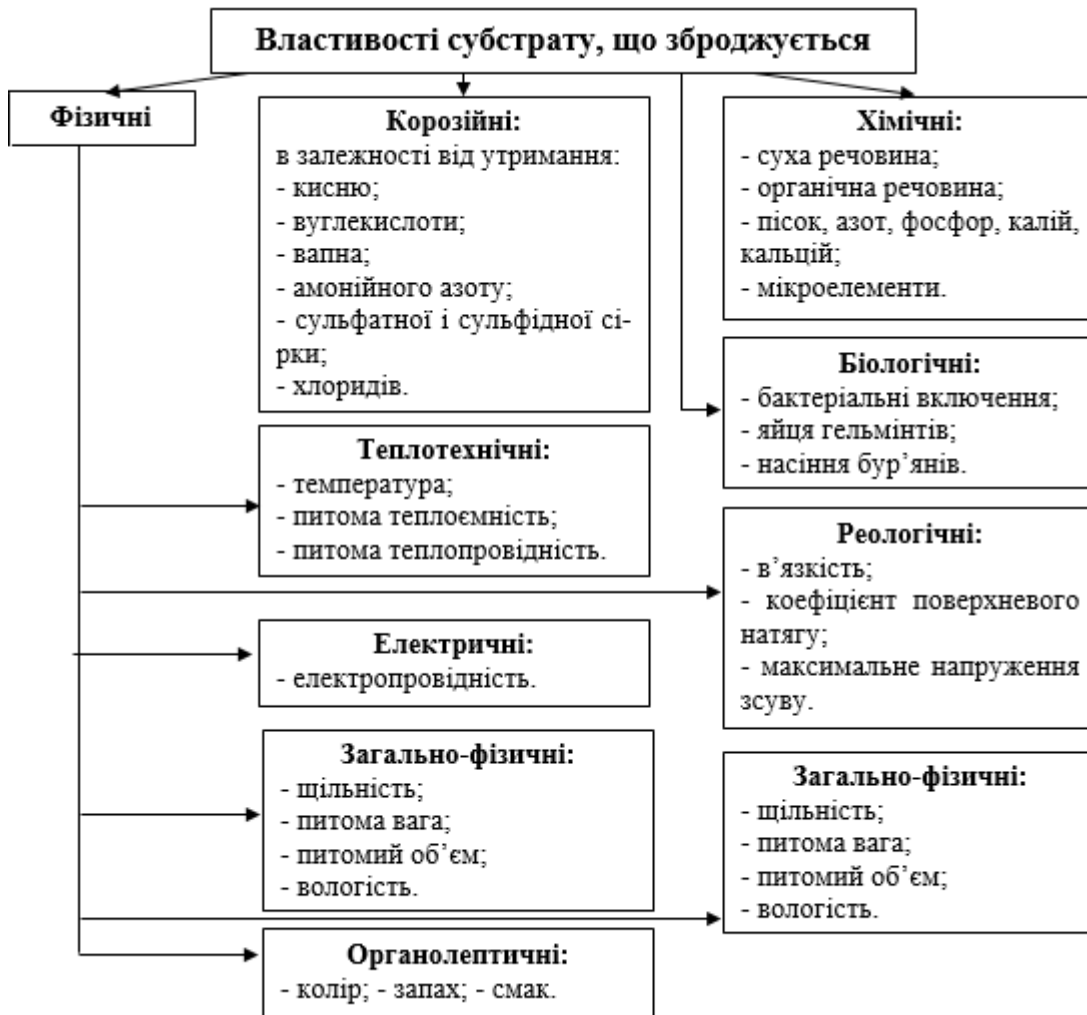 Властивості субстрату, що зброджується
Фізичні
Корозійні:
в залежності від утримання:
- кисню;
- вуглекислоти;
- вапна;
- амонійного азоту;
- сульфатної і сульфідної сі-
рки;
- хлоридів.
Хімічні:
- суха речовина;
- органічна речовина;
- пісок, азот, фосфор, калій,
кальцій;
- мікроелементи.
Біологічні:
- бактеріальні включення;
- яйця гельмінтів;
- насіння бур’янів.
Теплотехнічні:
- температура;
- питома теплоємність;
- питома теплопровідність.
Реологічні:
- в’язкість;
- коефіцієнт поверхневого
натягу;
- максимальне напруження
зсуву.
Електричні:
- електропровідність.
Загально-фізичні:
- щільність;
- питома вага;
- питомий об’єм;
- вологість.
Загально-фізичні:
- щільність;
- питома вага;
- питомий об’єм;
- вологість.
Органолептичні:
- колір; - запах; - смак.